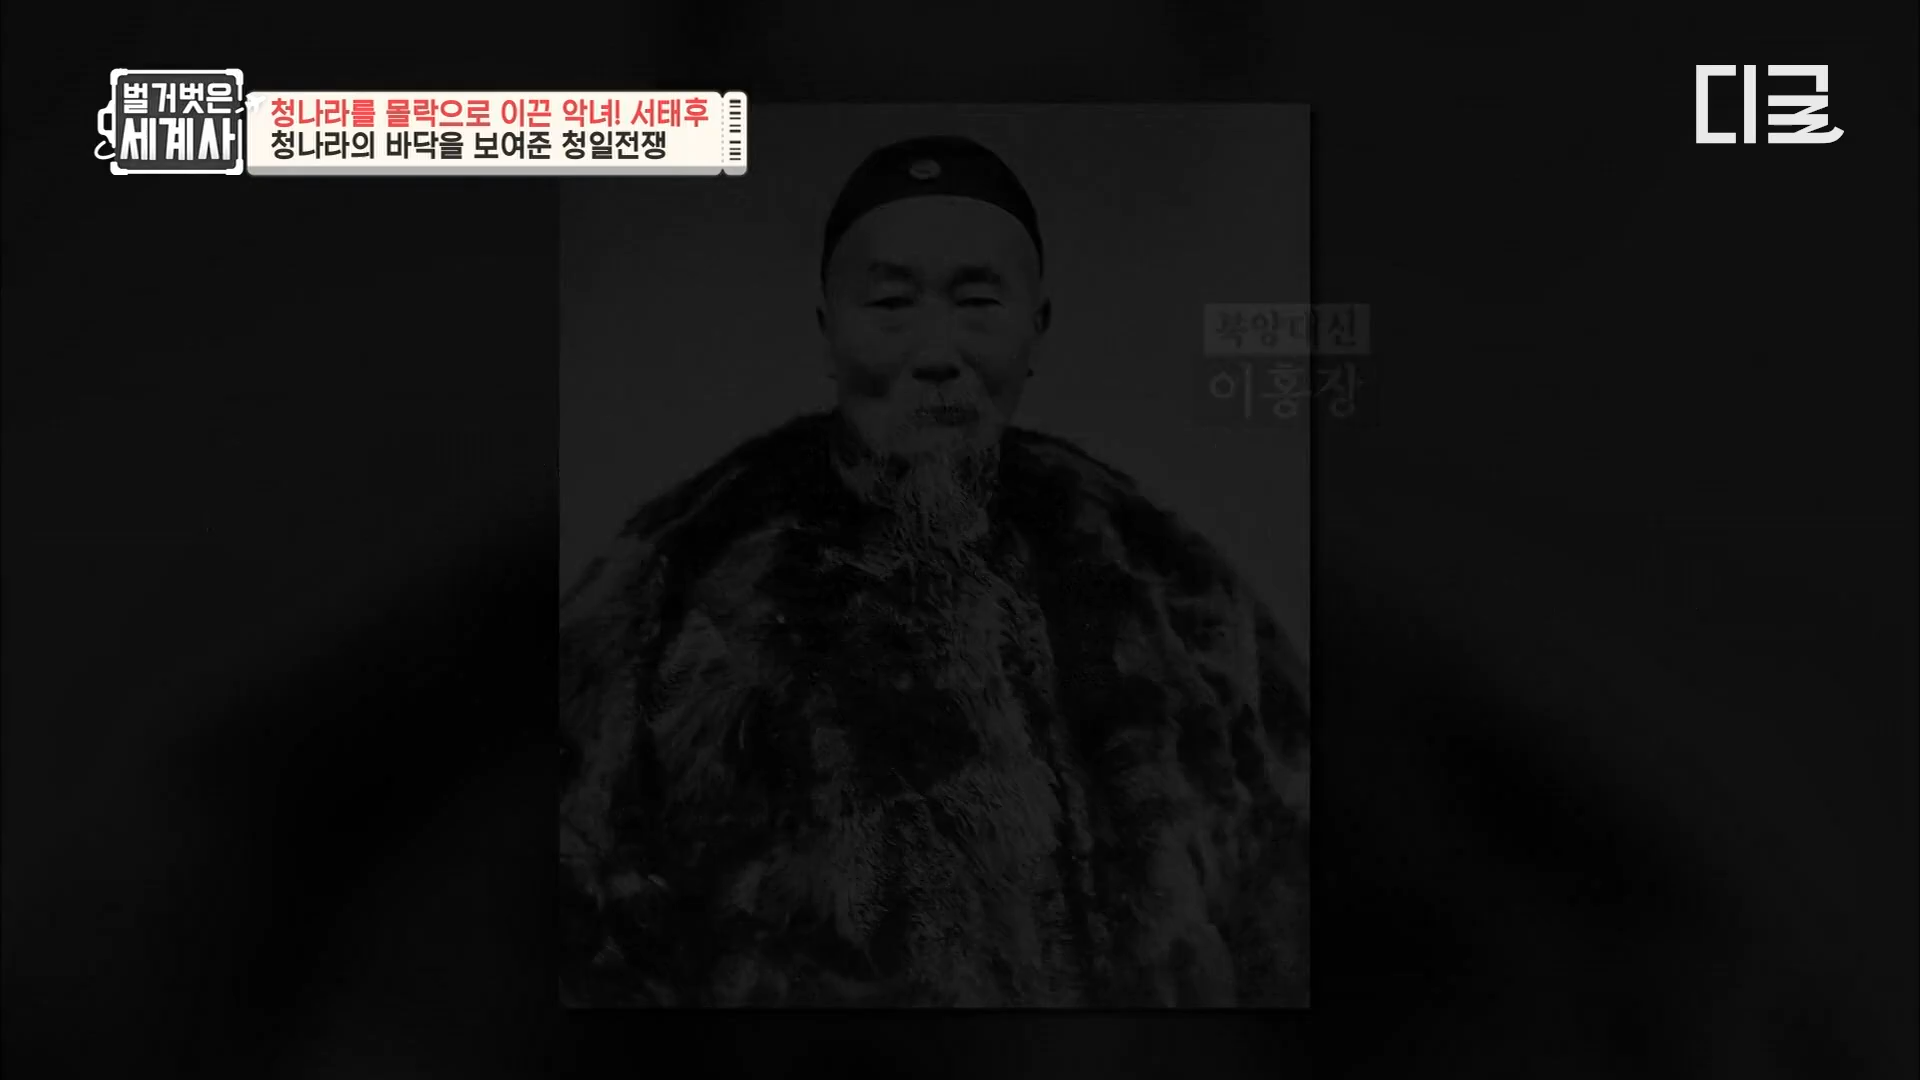 벌거벗은
세계사
청나라를 몰락으로 이끈 악녀! 서태후
청나라의 바닥을 보여준 청일전쟁
디글
북양대신
이홍장